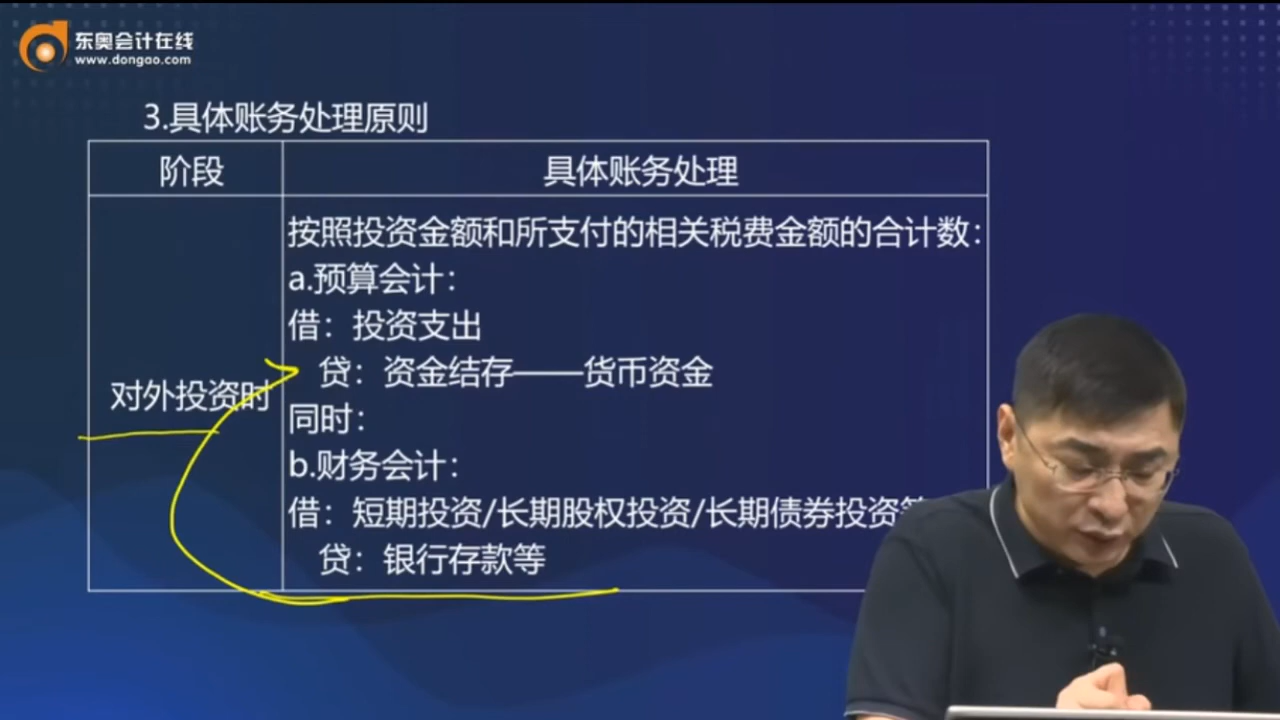 东奥会计在线
www.dongao.com
3.具体账务处理原则
阶段
具体账务处理
对外投资时
按照投资金额和所支付的相关税费金额的合计数：
a.预算会计：
借：投资支出
贷：资金结存——货币资金
同时：
b.财务会计：
借：短期投资/长期股权投资/长期债券投资等
贷：银行存款等